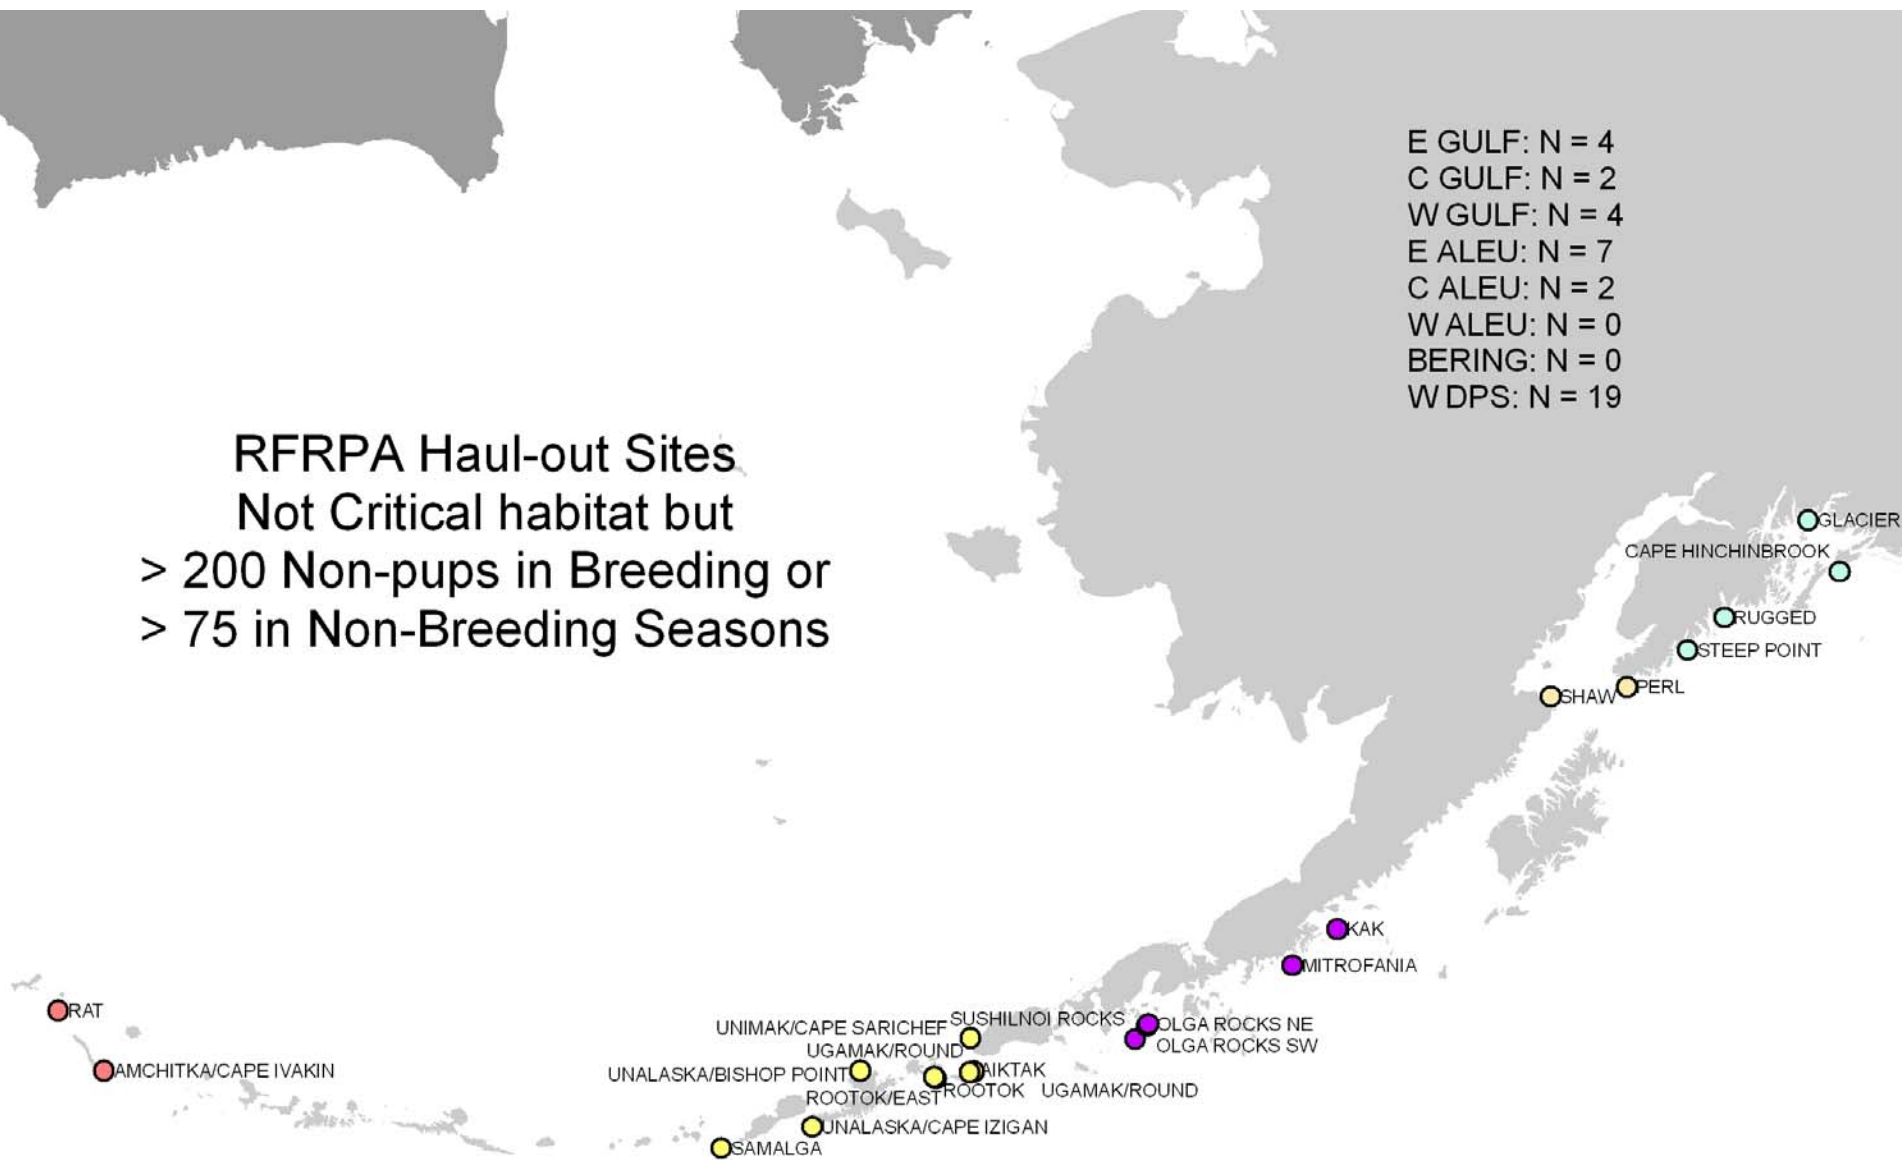 E GULF: N = 4
C GULF: N = 2
W GULF: N = 4
E ALEU: N = 7
C ALEU: N = 2
W ALEU: N = 0
BERING: N = 0
W DPS: N = 19
RFRPA Haul-out Sites
Not Critical habitat but
> 200 Non-pups in Breeding or
> 75 in Non-Breeding Seasons
GLACIER
CAPE HINCHINBROOK
RUGGED
STEEP POINT
SHAW
PERL
KAK
MITROFANIA
RAT
SUSHILNOI ROCKS
UNIMAK/CAPE SARICHEF
OLGA ROCKS NE
OLGA ROCKS SW
UGAMAK/ROUND
AMCHITKA/CAPE IVAKIN
UNALASKA/BISHOP POINT
AIKTAK
ROOTOK/EAST
ROOTOK
UGAMAK/ROUND
UNALASKA/CAPE IZIGAN
SAMALGA